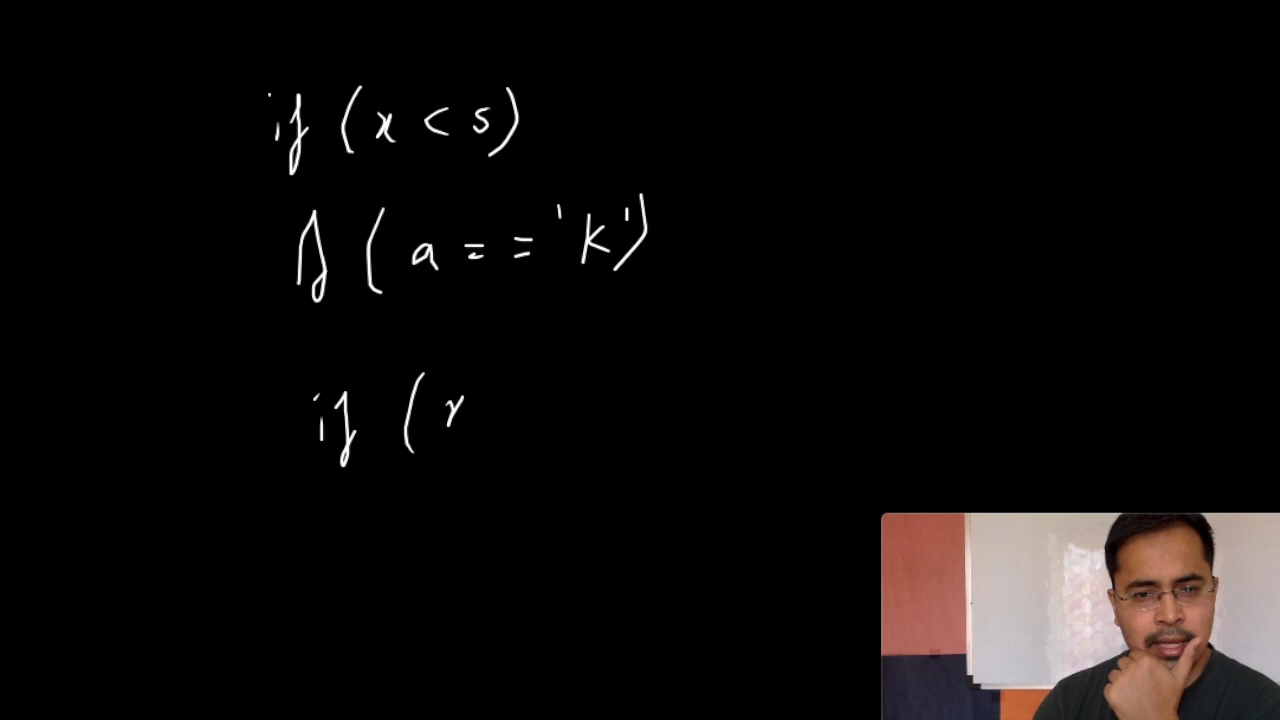 if (x < 5)
if (a == 'k')
if (r